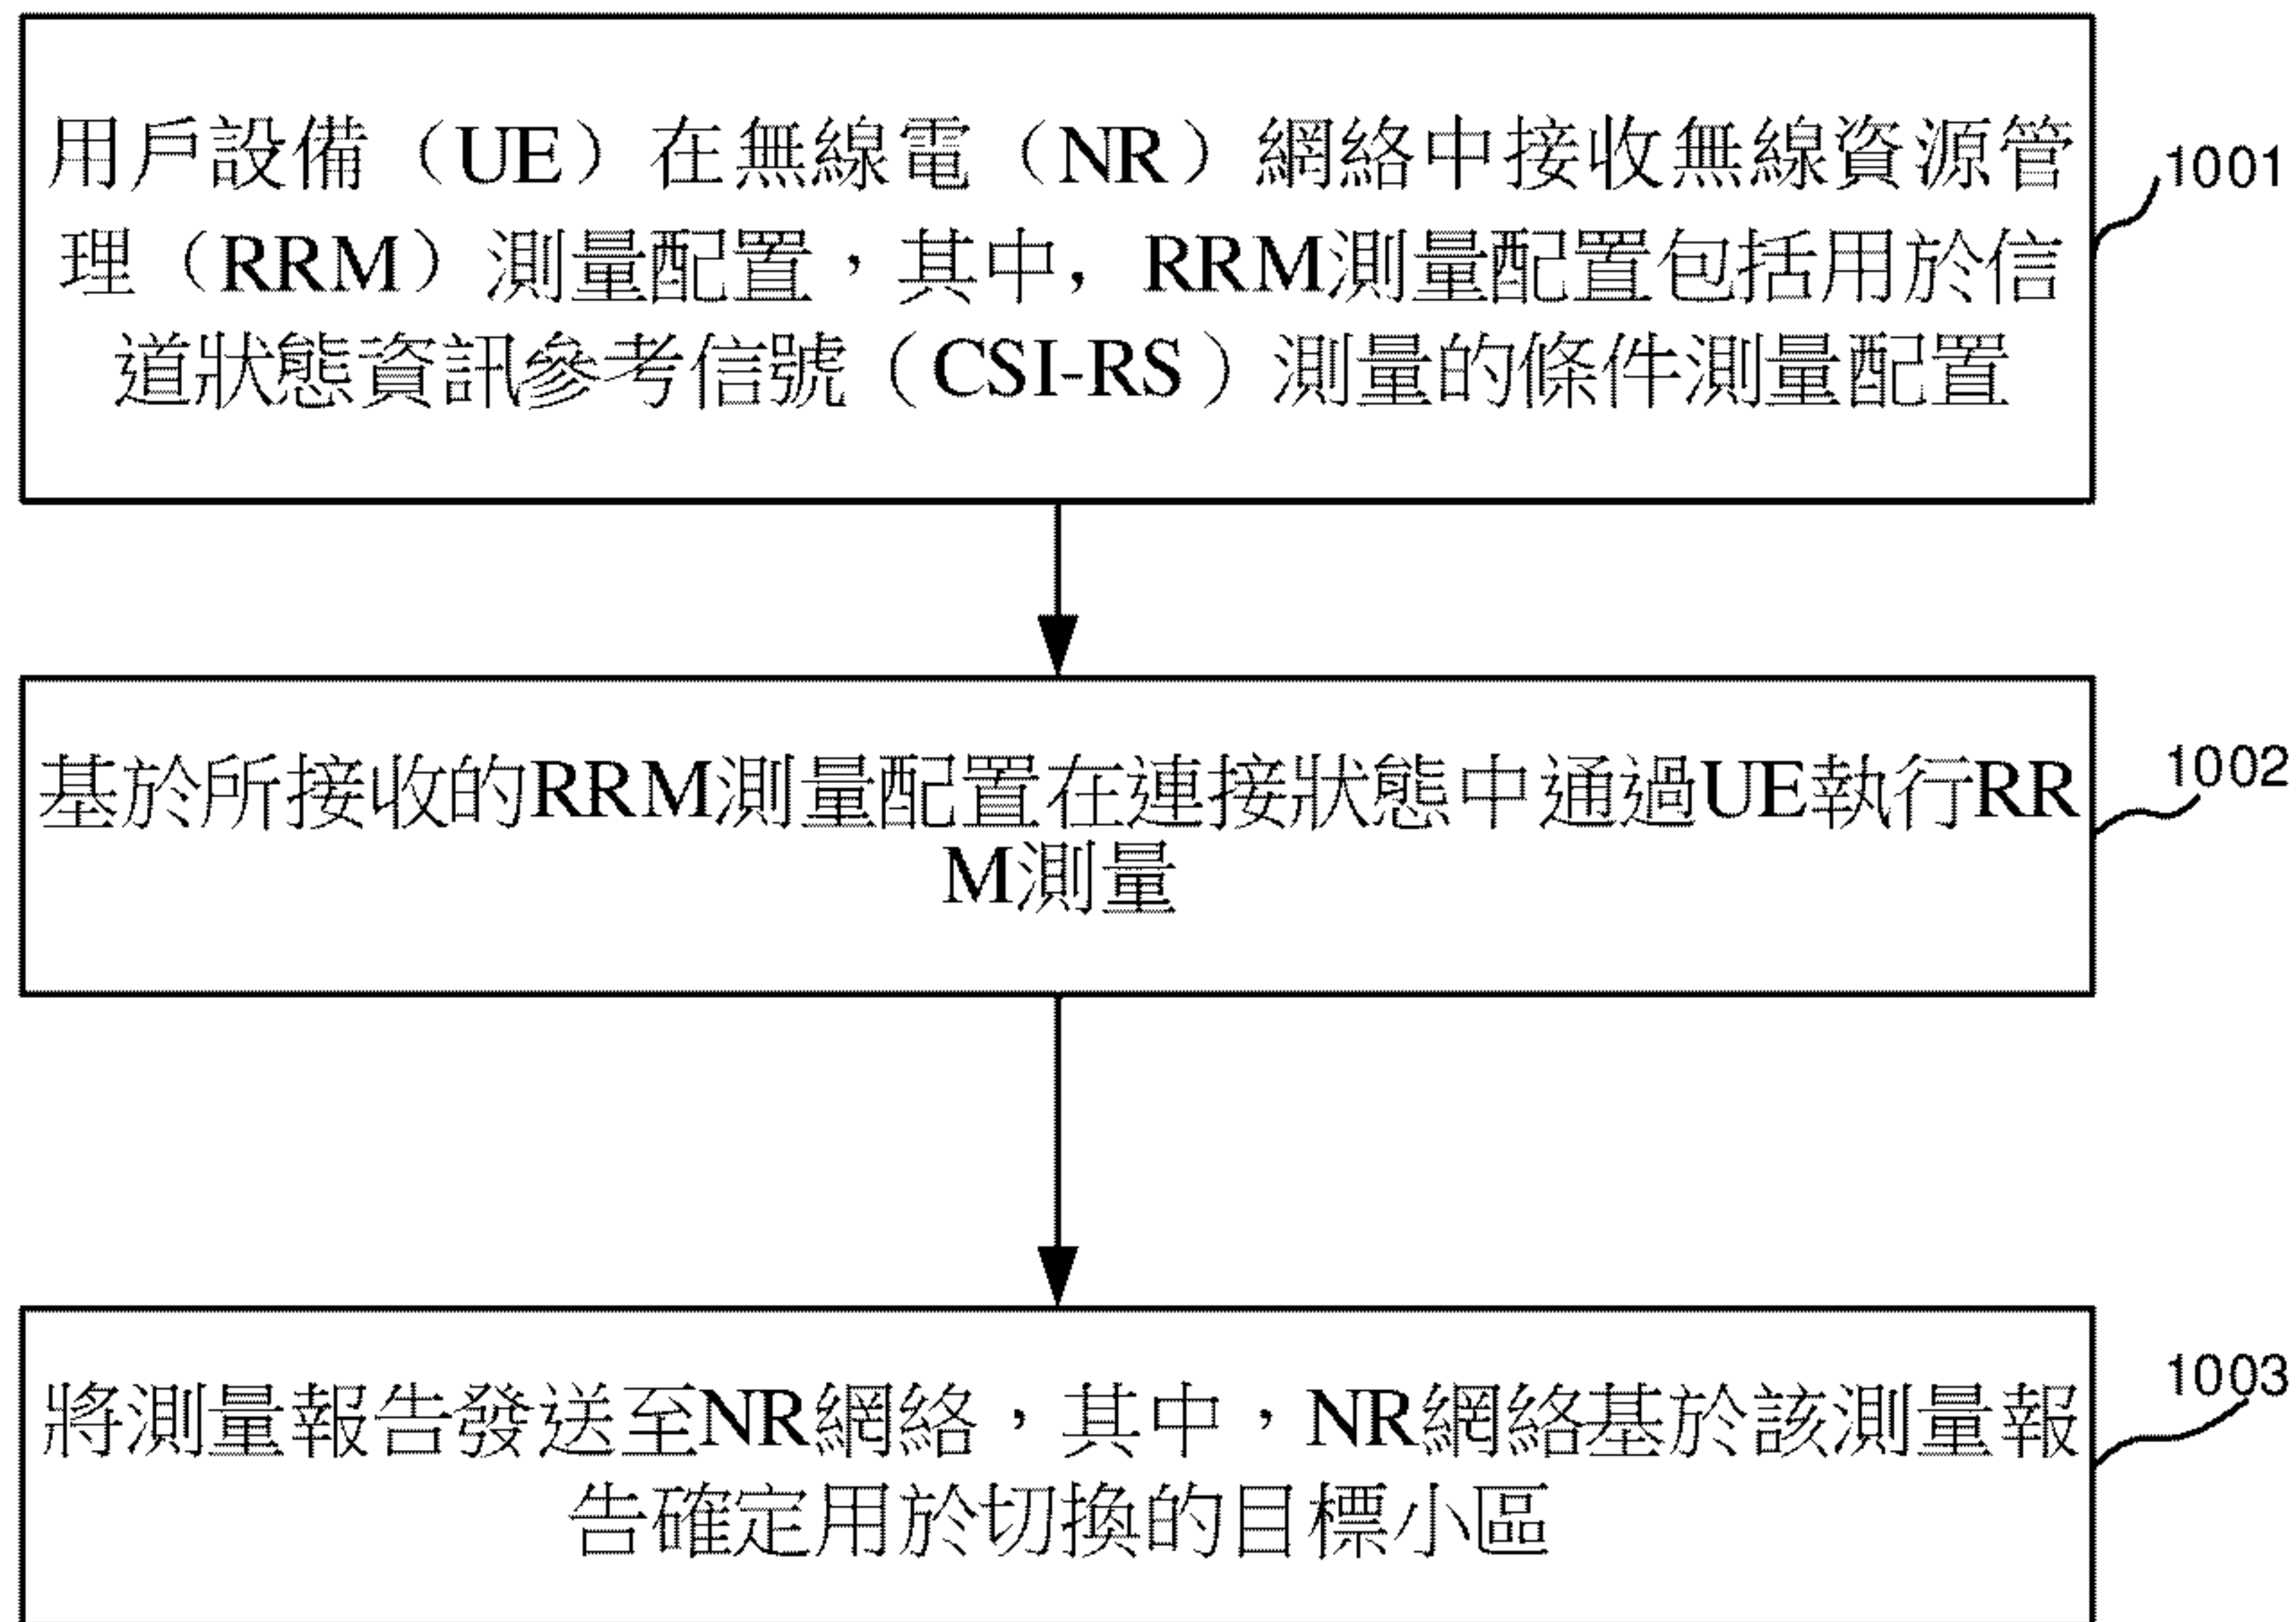 用戶設備（UE）在無線電（NR）網絡中接收無線資源管
理（RRM）測量配置，其中, RRM測量配置包括用於信
道狀態資訊參考信號（CSI-RS）測量的條件測量配置
1001
基於所接收的RRM測量配置在連接狀態中通過UE執行RR
M測量
1002
將測量報告發送至NR網絡，其中，NR網絡基於該測量報
告確定用於切換的目標小區
1003